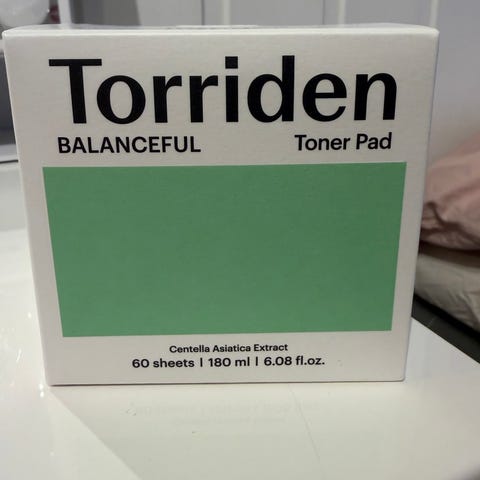 Torriden
BALANCEFUL Toner Pad
Centella Asiatica Extract
60 sheets | 180 ml | 6.08 fl.oz.